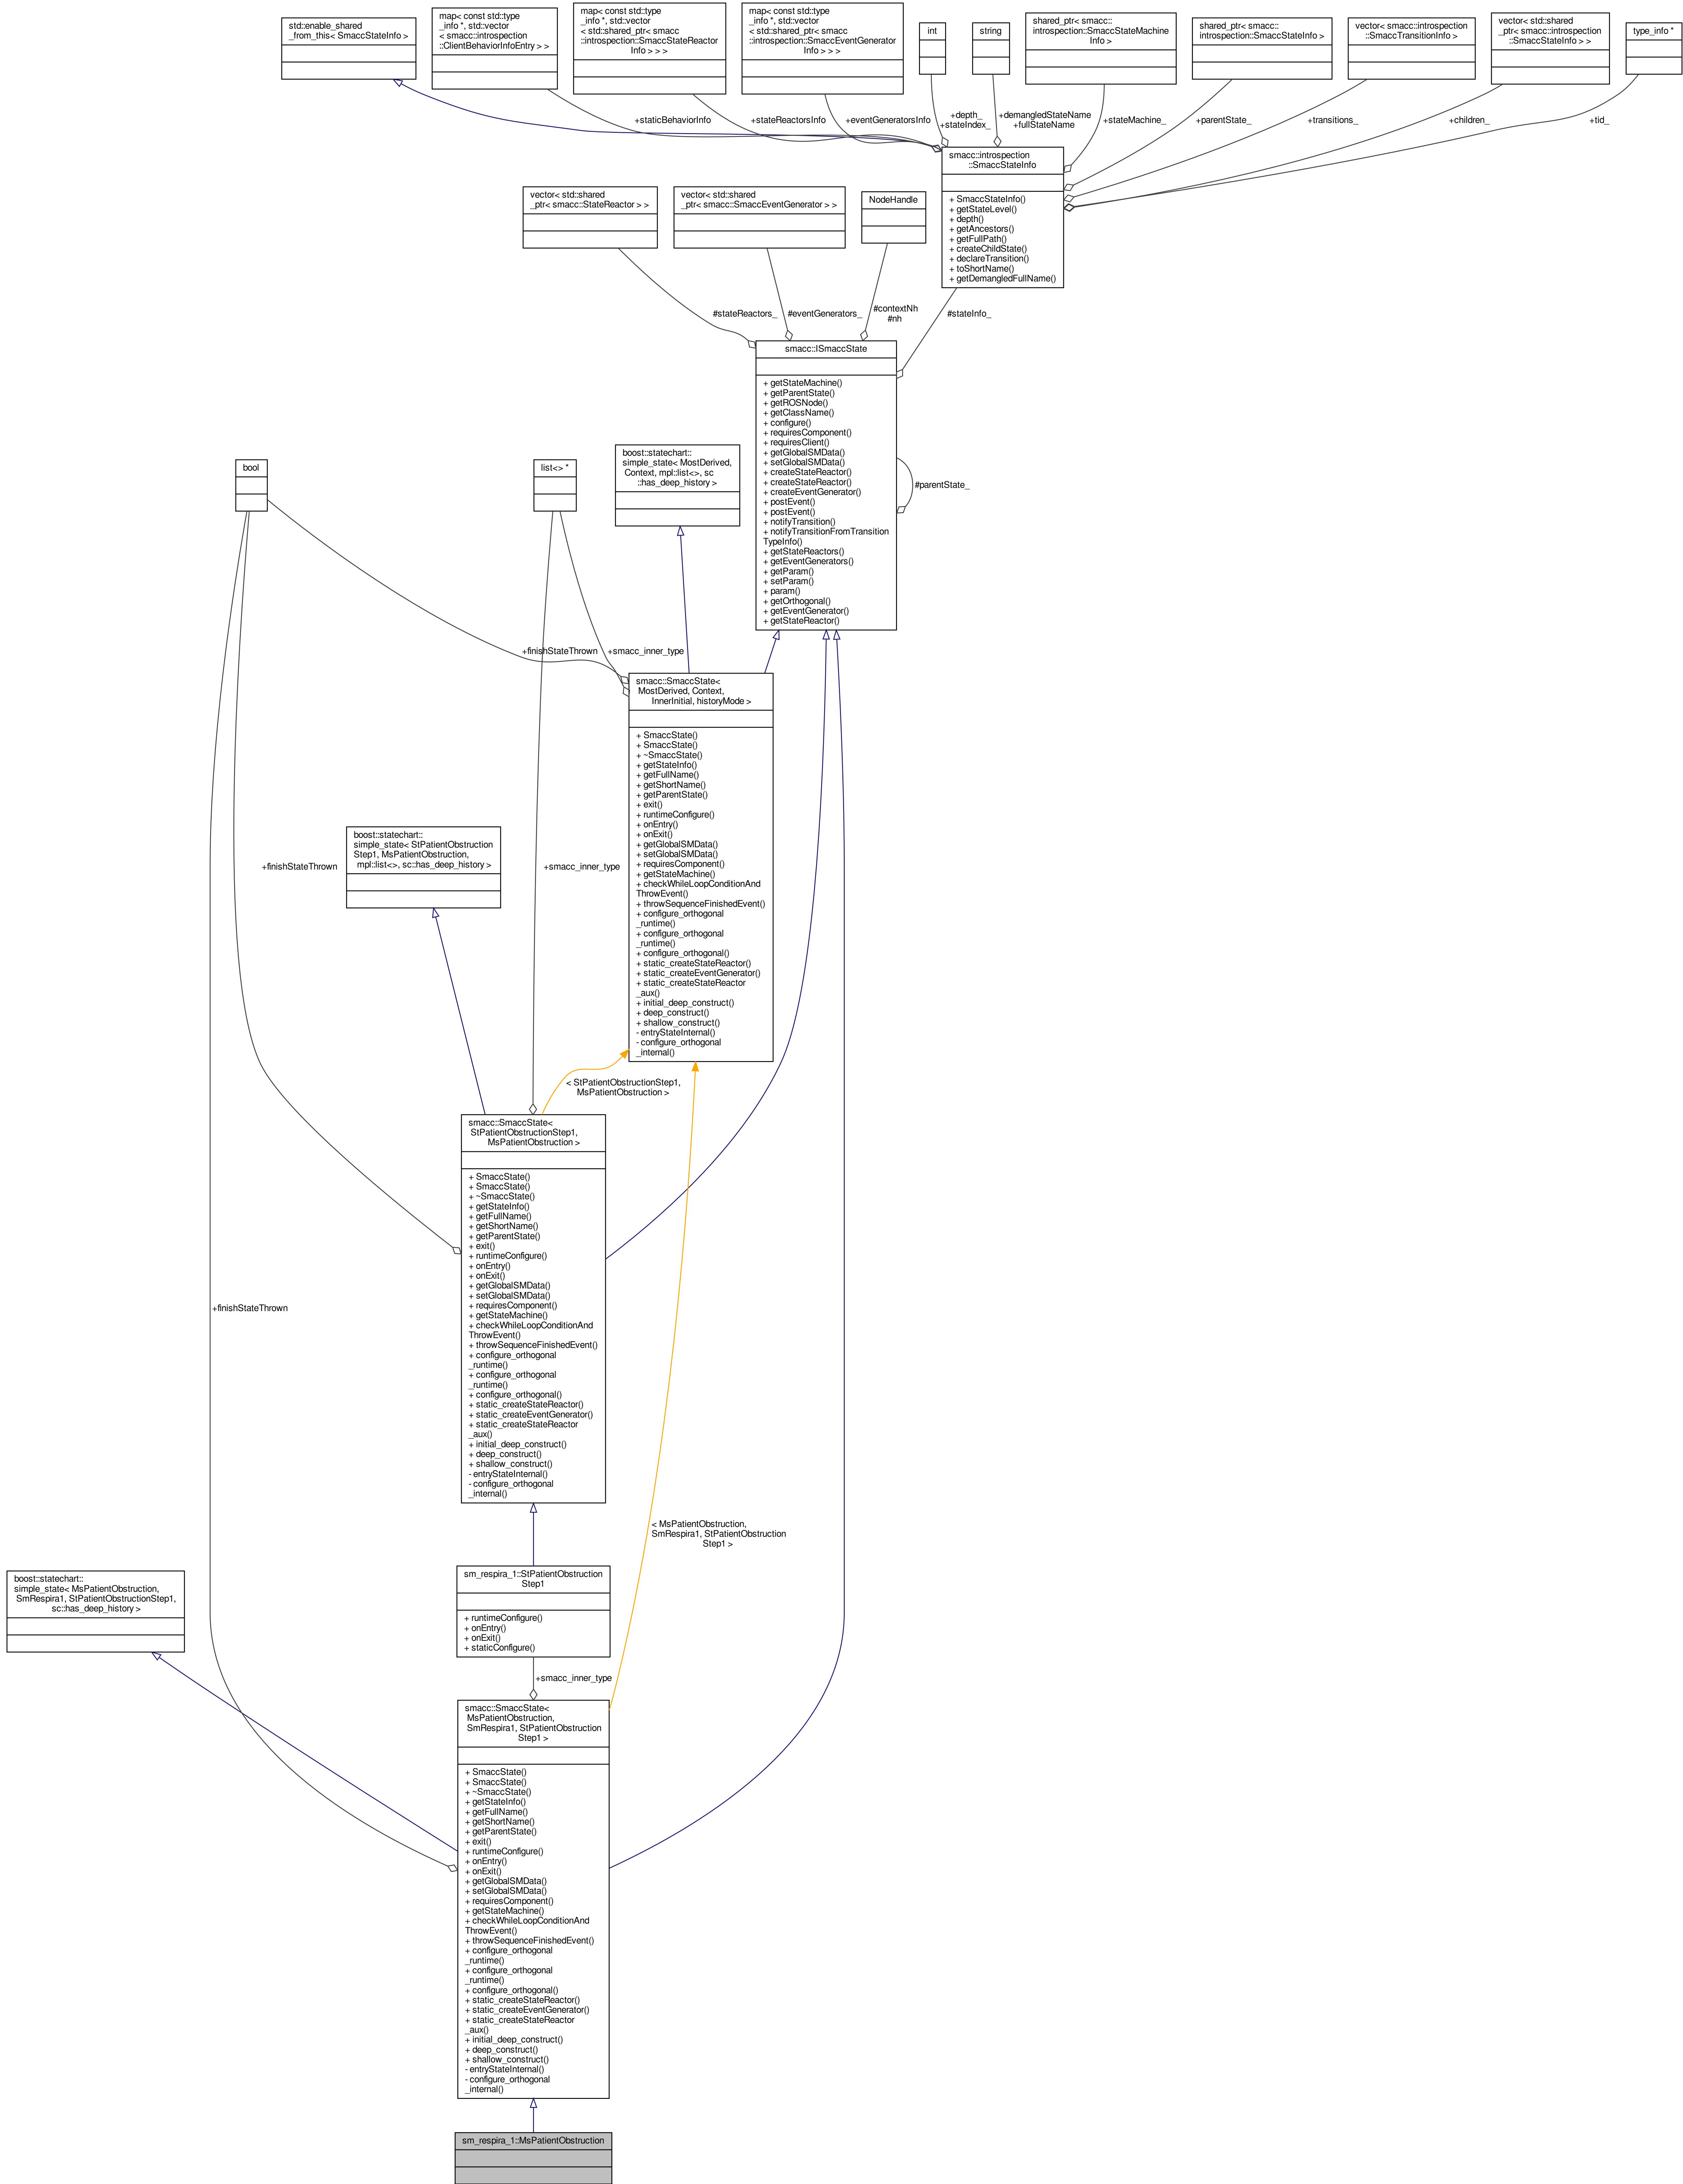 std::enable_shared
_from_this< SmaccStateInfo >
map< const std::type
_info *, std::vector
< smacc::introspection
::ClientBehaviorInfoEntry > >
map< const std::type
_info *, std::vector
< std::shared_ptr< smacc
::introspection::SmaccStateReactor
Info > > >
map< const std::type
_info *, std::vector
< std::shared_ptr< smacc
::introspection::SmaccEventGenerator
Info > > >
int
string
shared_ptr< smacc::
introspection::SmaccStateMachine
Info >
shared_ptr< smacc::
introspection::SmaccStateInfo >
vector< smacc::introspection
::SmaccTransitionInfo >
vector< std::shared
_ptr< smacc::introspection
::SmaccStateInfo > >
type_info *
+staticBehaviorInfo
+stateReactorsInfo
+eventGeneratorsInfo
+depth_
+stateIndex_
+demangledStateName
+fullStateName
+stateMachine_
+parentState_
+transitions_
+children_
+tid_
smacc::introspection
::SmaccStateInfo
+ SmaccStateInfo()
+ getStateLevel()
+ depth()
+ getAncestors()
+ getFullPath()
+ createChildState()
+ declareTransition()
+ toShortName()
+ getDemangledFullName()
vector< std::shared
_ptr< smacc::StateReactor > >
vector< std::shared
_ptr< smacc::SmaccEventGenerator > >
NodeHandle
#stateReactors_
#eventGenerators_
#contextNh
#nh
#stateInfo_
smacc::ISmaccState
+ getStateMachine()
+ getParentState()
+ getROSNode()
+ getClassName()
+ configure()
+ requiresComponent()
+ requiresClient()
+ getGlobalSMData()
+ setGlobalSMData()
+ createStateReactor()
+ createStateReactor()
+ createEventGenerator()
+ postEvent()
+ postEvent()
+ notifyTransition()
+ notifyTransitionFromTransition
TypeInfo()
+ getStateReactors()
+ getEventGenerators()
+ getParam()
+ setParam()
+ param()
+ getOrthogonal()
+ getEventGenerator()
+ getStateReactor()
#parentState_
bool
list<> *
boost::statechart::
simple_state< MostDerived,
Context, mpl::list<>, sc
::has_deep_history >
+finishStateThrown
+smacc_inner_type
smacc::SmaccState<
MostDerived, Context,
InnerInitial, historyMode >
+ SmaccState()
+ SmaccState()
+ ~SmaccState()
+ getStateInfo()
+ getFullName()
+ getShortName()
+ getParentState()
+ exit()
+ runtimeConfigure()
+ onEntry()
+ onExit()
+ getGlobalSMData()
+ setGlobalSMData()
+ requiresComponent()
+ getStateMachine()
+ checkWhileLoopConditionAnd
ThrowEvent()
+ throwSequenceFinishedEvent()
+ configure_orthogonal
_runtime()
+ configure_orthogonal
_runtime()
+ configure_orthogonal()
+ static_createStateReactor()
+ static_createEventGenerator()
+ static_createStateReactor
_aux()
+ initial_deep_construct()
+ deep_construct()
+ shallow_construct()
- entryStateInternal()
- configure_orthogonal
_internal()
boost::statechart::
simple_state< StPatientObstruction
Step1, MsPatientObstruction,
mpl::list<>, sc::has_deep_history >
+finishStateThrown
+smacc_inner_type
< StPatientObstructionStep1,
MsPatientObstruction >
smacc::SmaccState<
StPatientObstructionStep1,
MsPatientObstruction >
+ SmaccState()
+ SmaccState()
+ ~SmaccState()
+ getStateInfo()
+ getFullName()
+ getShortName()
+ getParentState()
+ exit()
+ runtimeConfigure()
+ onEntry()
+ onExit()
+ getGlobalSMData()
+ setGlobalSMData()
+ requiresComponent()
+ getStateMachine()
+ checkWhileLoopConditionAnd
ThrowEvent()
+ throwSequenceFinishedEvent()
+ configure_orthogonal
_runtime()
+ configure_orthogonal
_runtime()
+ configure_orthogonal()
+ static_createStateReactor()
+ static_createEventGenerator()
+ static_createStateReactor
_aux()
+ initial_deep_construct()
+ deep_construct()
+ shallow_construct()
- entryStateInternal()
- configure_orthogonal
_internal()
+finishStateThrown
< MsPatientObstruction,
SmRespira1, StPatientObstruction
Step1 >
boost::statechart::
simple_state< MsPatientObstruction,
SmRespira1, StPatientObstructionStep1,
sc::has_deep_history >
sm_respira_1::StPatientObstruction
Step1
+ runtimeConfigure()
+ onEntry()
+ onExit()
+ staticConfigure()
+smacc_inner_type
smacc::SmaccState<
MsPatientObstruction,
SmRespira1, StPatientObstruction
Step1 >
+ SmaccState()
+ SmaccState()
+ ~SmaccState()
+ getStateInfo()
+ getFullName()
+ getShortName()
+ getParentState()
+ exit()
+ runtimeConfigure()
+ onEntry()
+ onExit()
+ getGlobalSMData()
+ setGlobalSMData()
+ requiresComponent()
+ getStateMachine()
+ checkWhileLoopConditionAnd
ThrowEvent()
+ throwSequenceFinishedEvent()
+ configure_orthogonal
_runtime()
+ configure_orthogonal
_runtime()
+ configure_orthogonal()
+ static_createStateReactor()
+ static_createEventGenerator()
+ static_createStateReactor
_aux()
+ initial_deep_construct()
+ deep_construct()
+ shallow_construct()
- entryStateInternal()
- configure_orthogonal
_internal()
sm_respira_1::MsPatientObstruction